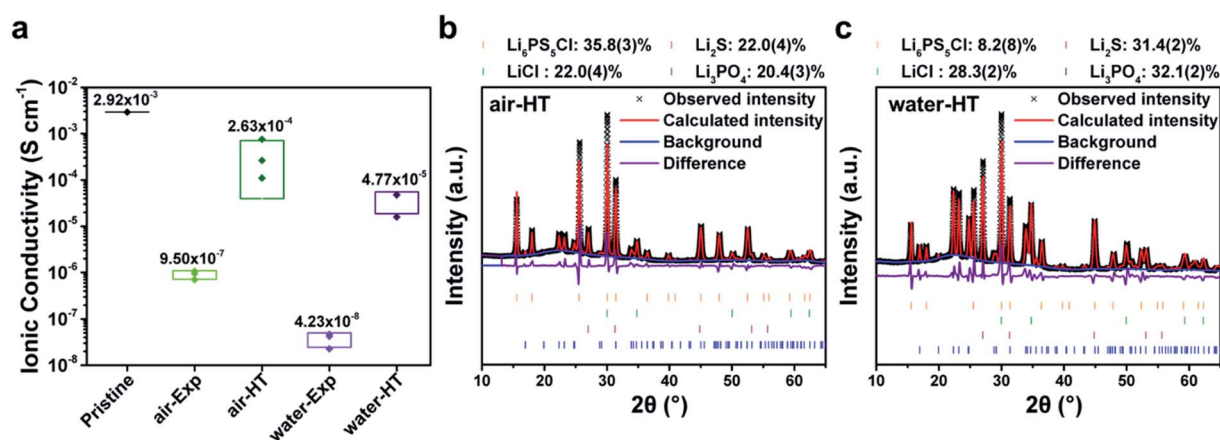 a
Ionic Conductivity (S cm⁻¹)
10⁻²
10⁻³
10⁻⁴
10⁻⁵
10⁻⁶
10⁻⁷
10⁻⁸
2.92x10⁻³
9.50x10⁻⁷
2.63x10⁻⁴
4.23x10⁻⁸
4.77x10⁻⁵
Pristine
air-Exp
air-HT
water-Exp
water-HT
b
Li₆PS₅Cl: 35.8(3)% Li₂S: 22.0(4)%
LiCl : 22.0(4)% Li₃PO₄: 20.4(3)%
air-HT
Observed intensity
Calculated intensity
Background
Difference
Intensity (a.u.)
10 20 30 40 50 60
2θ (°)
c
Li₆PS₅Cl: 8.2(8)% Li₂S: 31.4(2)%
LiCl : 28.3(2)% Li₃PO₄: 32.1(2)%
water-HT
Observed intensity
Calculated intensity
Background
Difference
Intensity (a.u.)
10 20 30 40 50 60
2θ (°)